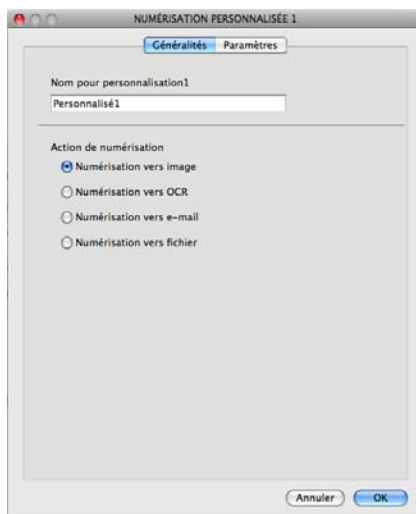 NUMÉRISATION PERSONNALISÉE 1
Généralités Paramètres
Nom pour personnalisation1
Personnalisé1
Action de numérisation
Numérisation vers image
Numérisation vers OCR
Numérisation vers e-mail
Numérisation vers fichier
Annuler OK